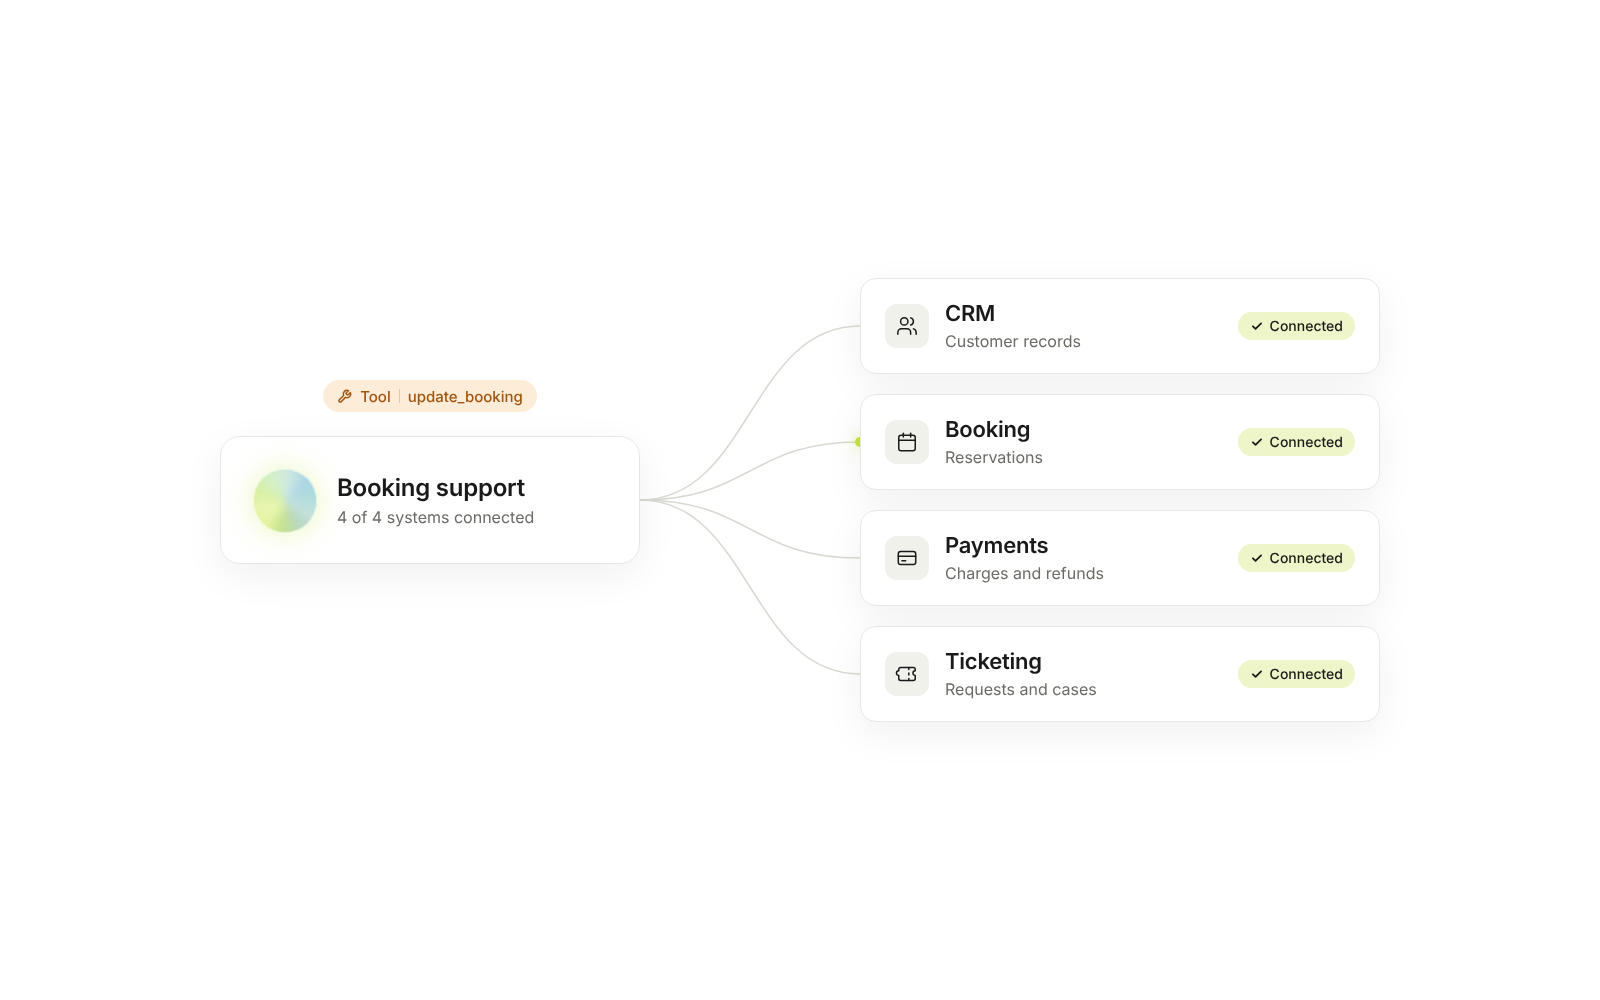 Tool update_booking
Booking support
4 of 4 systems connected
CRM
Customer records
Connected
Booking
Reservations
Connected
Payments
Charges and refunds
Connected
Ticketing
Requests and cases
Connected